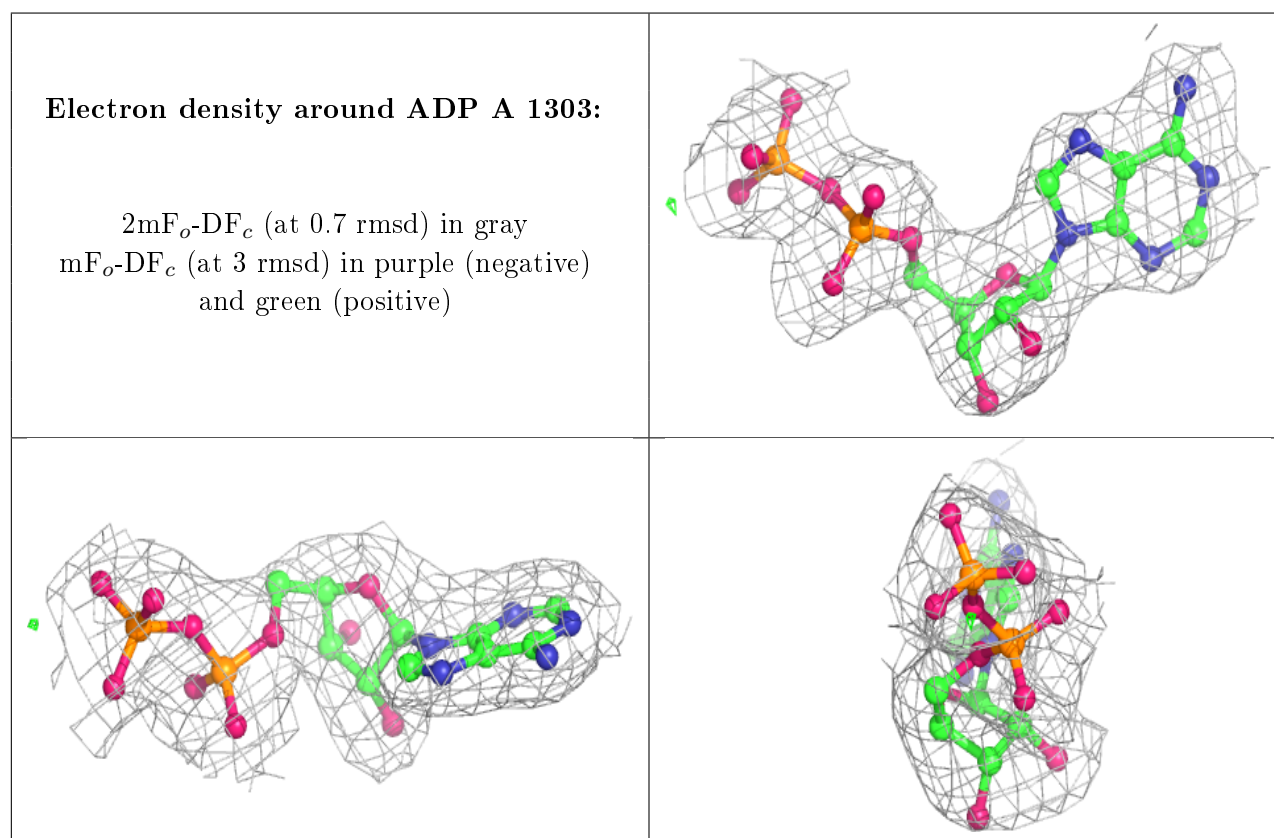 Electron density around ADP A 1303:
2mFo-DFc (at 0.7 rmsd) in gray
mFo-DFc (at 3 rmsd) in purple (negative)
and green (positive)